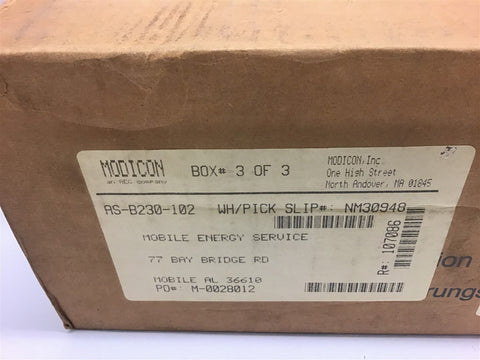 MODICON
an AEG company
BOX# 3 OF 3
MODICON, Inc.
One High Street
North Andover, MA 01845
AS-B230-102 WH/PICK SLIP#: NM30948
MOBILE ENERGY SERVICE
77 BAY BRIDGE RD
MOBILE AL 36610
PO#: M-0028012
R#: 107086
ion
rungs